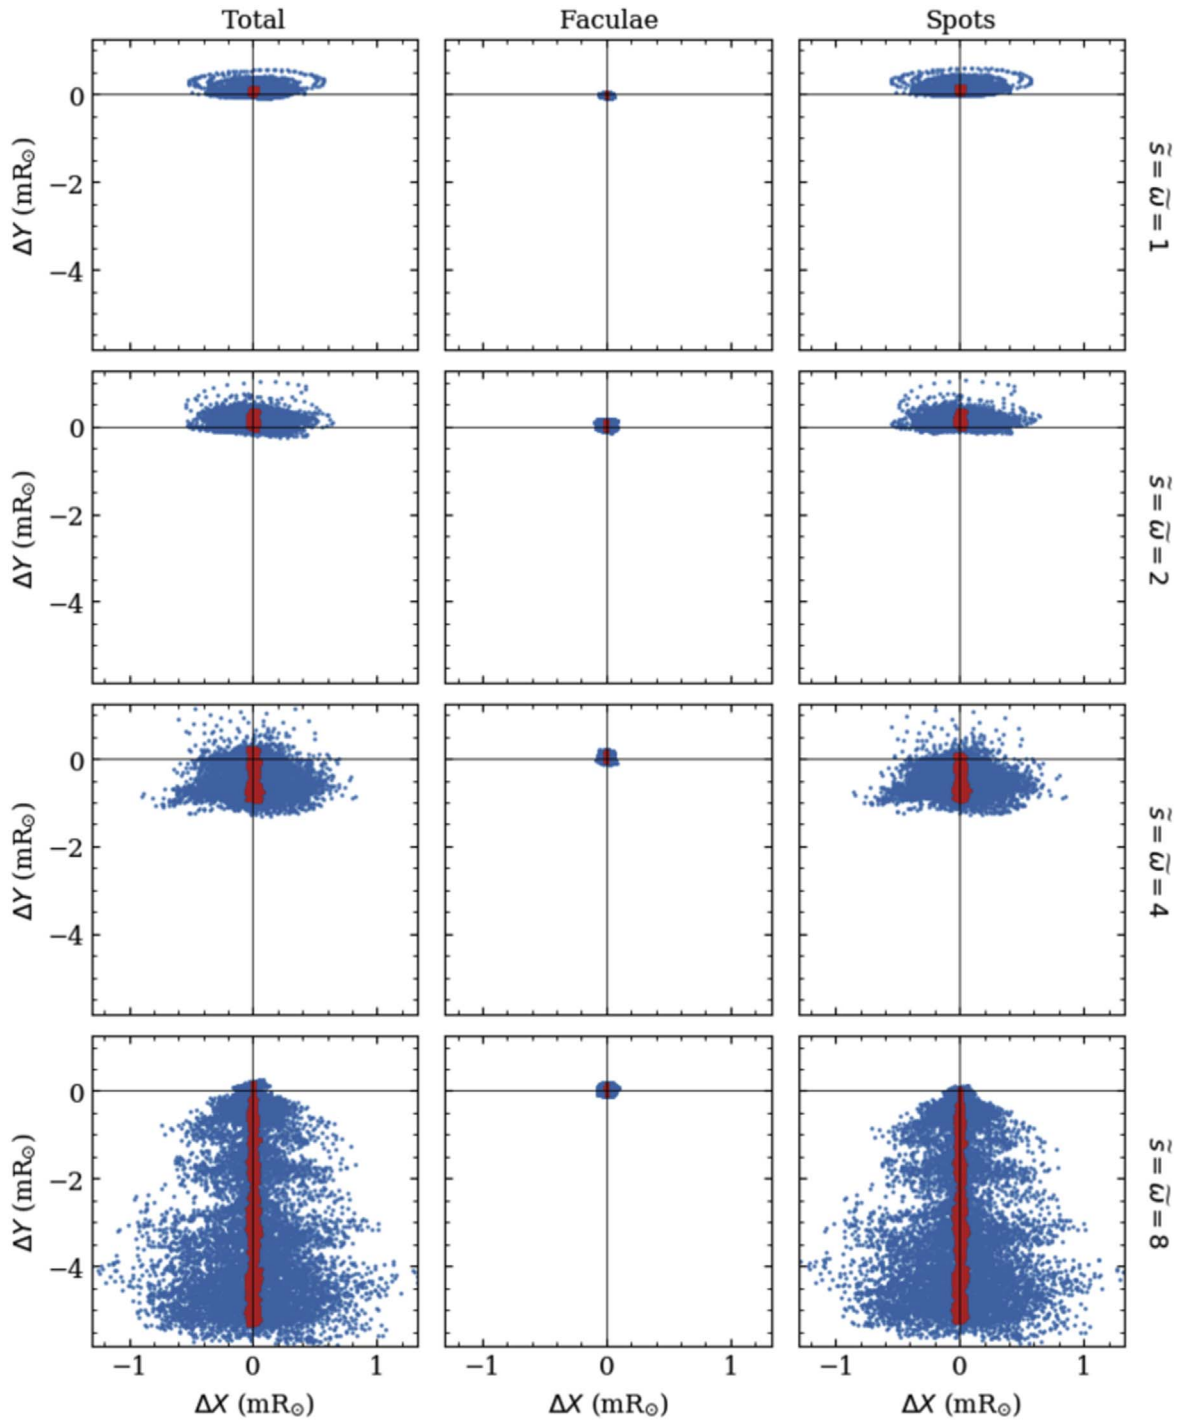 Total Faculae Spots
0
−2
−4
ΔY (mR⊙)
s̃ = ω̃ = 1
0
−2
−4
ΔY (mR⊙)
s̃ = ω̃ = 2
0
−2
−4
ΔY (mR⊙)
s̃ = ω̃ = 4
0
−2
−4
ΔY (mR⊙)
s̃ = ω̃ = 8
−1 0 1 −1 0 1 −1 0 1
ΔX (mR⊙) ΔX (mR⊙) ΔX (mR⊙)